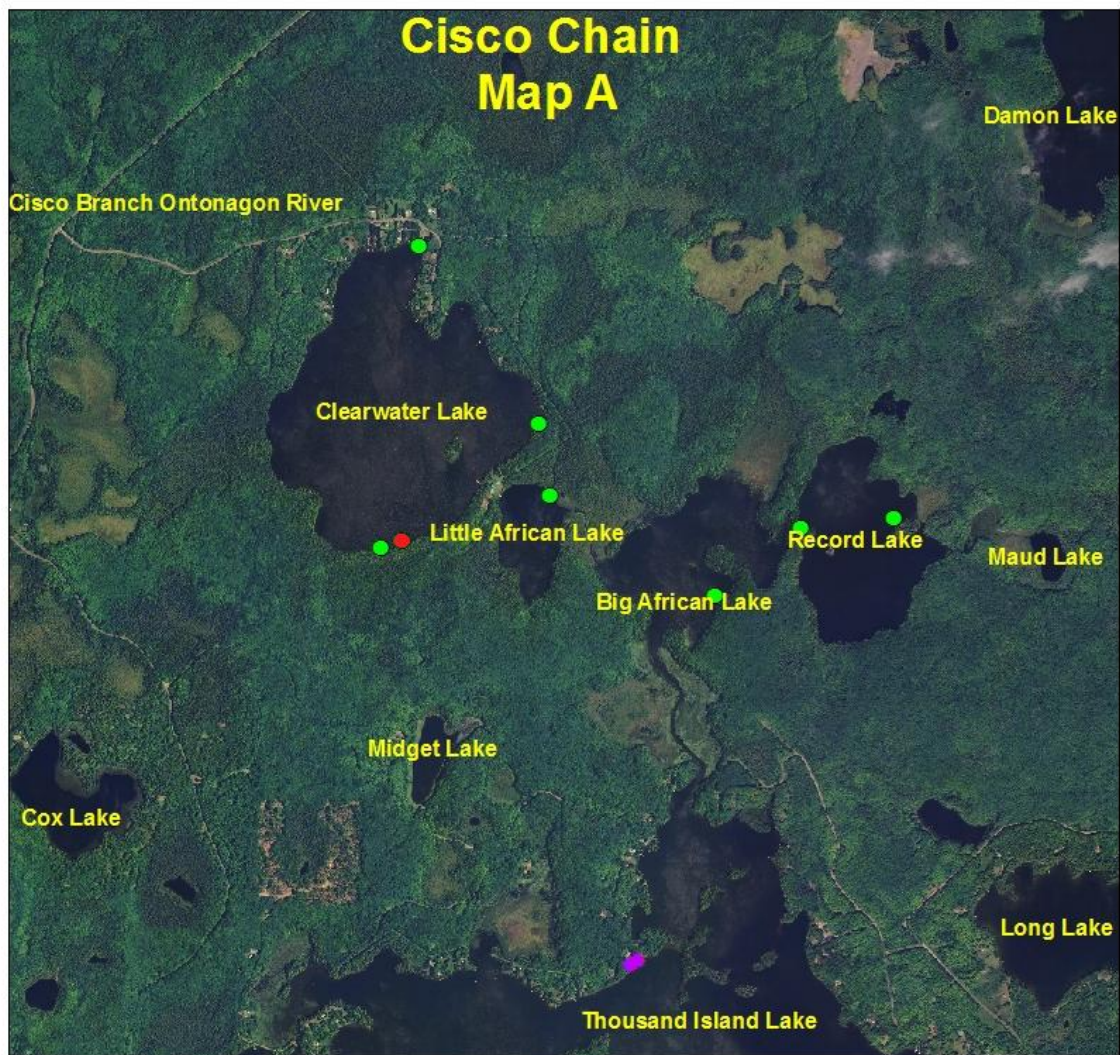 Cisco Chain
Map A
Damon Lake
Cisco Branch Ontonagon River
Clearwater Lake
Little African Lake
Record Lake
Maud Lake
Big African Lake
Midget Lake
Cox Lake
Long Lake
Thousand Island Lake